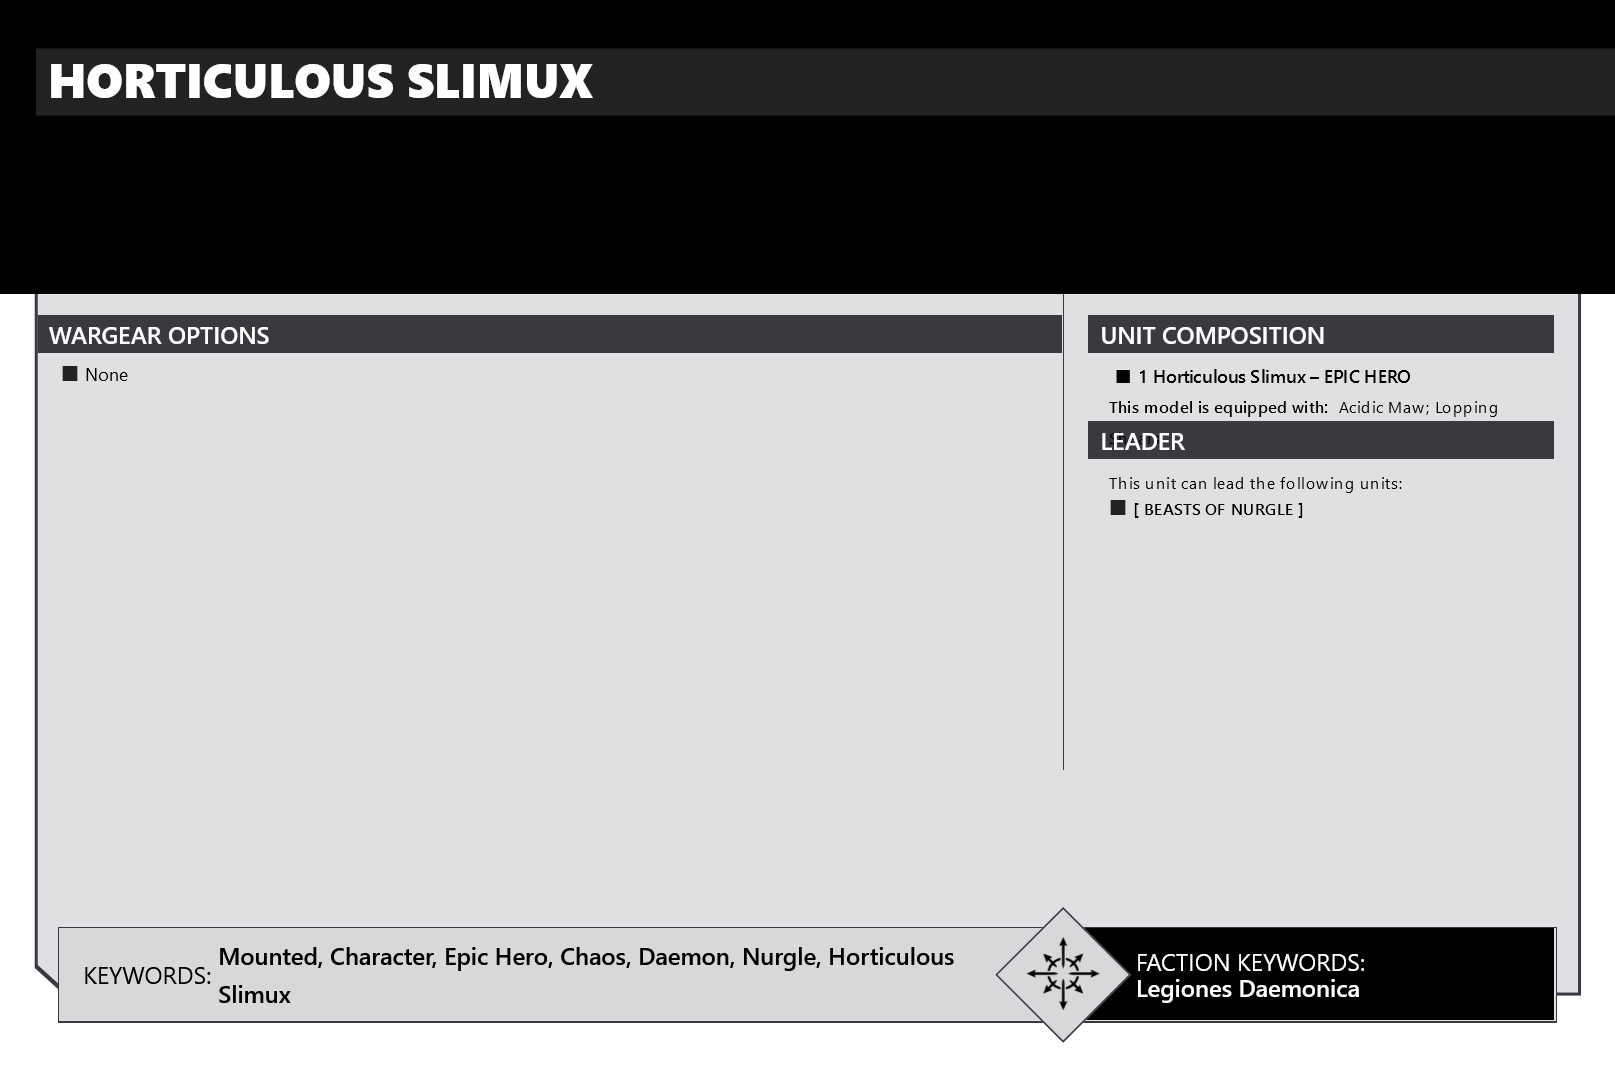 HORTICULOUS SLIMUX
WARGEAR OPTIONS
■ None
UNIT COMPOSITION
■ 1 Horticulous Slimux – EPIC HERO
This model is equipped with: Acidic Maw; Lopping
LEADER
This unit can lead the following units:
■ [ BEASTS OF NURGLE ]
KEYWORDS: Mounted, Character, Epic Hero, Chaos, Daemon, Nurgle, Horticulous
Slimux
FACTION KEYWORDS:
Legiones Daemonica